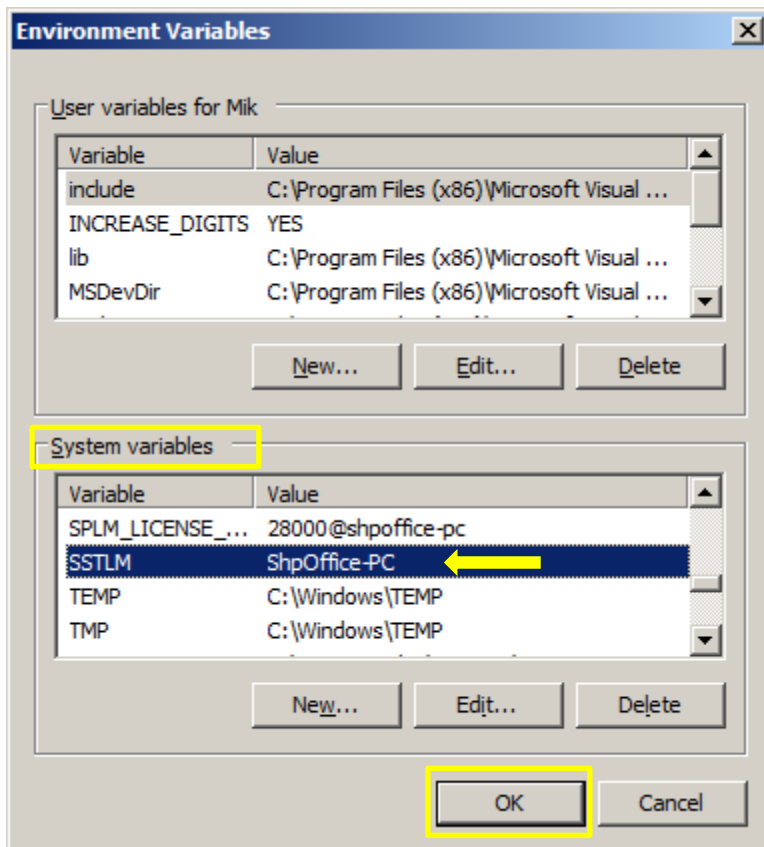 Environment Variables
User variables for Mik
Variable Value
include C:\Program Files (x86)\Microsoft Visual ...
INCREASE_DIGITS YES
lib C:\Program Files (x86)\Microsoft Visual ...
MSDevDir C:\Program Files (x86)\Microsoft Visual ...
New... Edit... Delete
System variables
Variable Value
SPLM_LICENSE_... 28000@shpoffice-pc
SSTLM ShpOffice-PC
TEMP C:\Windows\TEMP
TMP C:\Windows\TEMP
New... Edit... Delete
OK Cancel